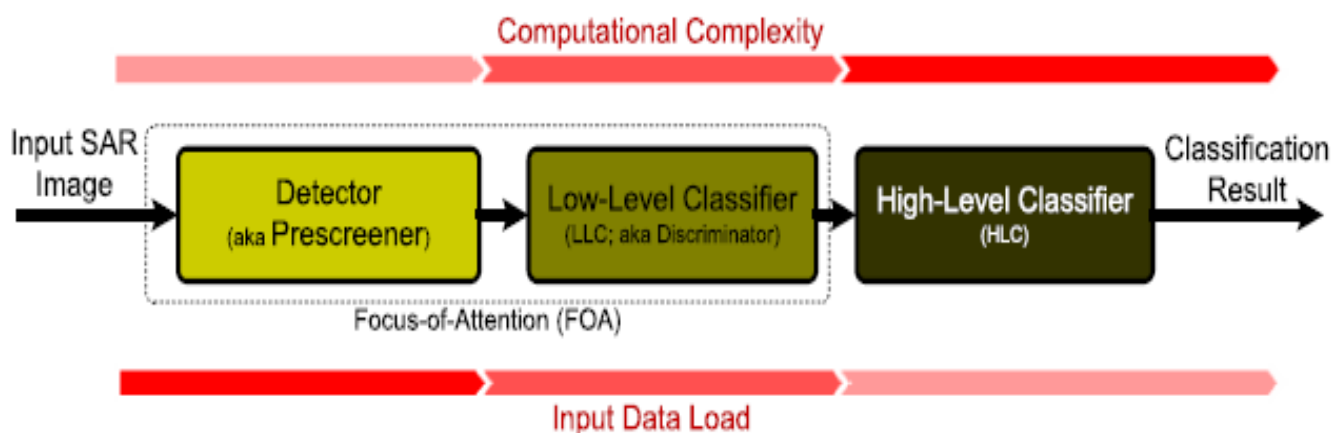 Computational Complexity
Input SAR
Image
Detector
(aka Prescreener)
Low-Level Classifier
(LLC; aka Discriminator)
High-Level Classifier
(HLC)
Classification
Result
Focus-of-Attention (FOA)
Input Data Load